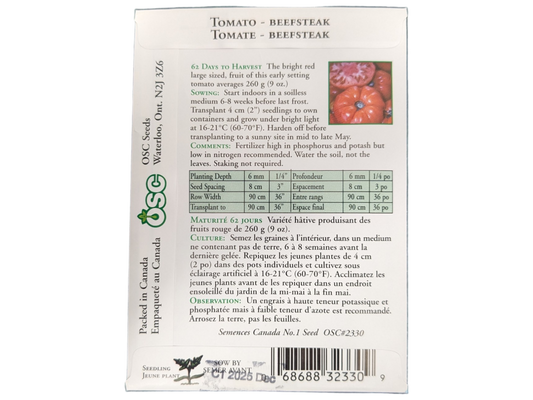 TOMATO - BEEFSTEAK
TOMATE - BEEFSTEAK
62 DAYS TO HARVEST The bright red
large sized, fruit of this early setting
tomato averages 260 g (9 oz.)
SOWING: Start indoors in a soilless
medium 6-8 weeks before last frost.
Transplant 4 cm (2") seedlings to own
containers and grow under bright light
at 16-21°C (60-70°F). Harden off before
transplanting to a sunny site in mid to late May.
COMMENTS: Fertilizer high in phosphorus and potash but
low in nitrogen recommended. Water the soil, not the
leaves. Staking not required.
Planting Depth 6 mm 1/4" Profondeur 6 mm 1/4 po
Seed Spacing 8 cm 3" Espacement 8 cm 3 po
Row Width 90 cm 36" Entre rangs 90 cm 36 po
Transplant to 90 cm 36" Espace final 90 cm 36 po
MATURITÉ 62 JOURS Variété hâtive produisant des
fruits rouge de 260 g (9 oz.)
CULTURE: Semez les graines à l'intérieur, dans un medium
ne contenant pas de terre, 6 à 8 semaines avant la
dernière gelée. Repiquez les jeunes plants de 4 cm
(2 po) dans des pots individuels et cultivez sous
éclairage artificiel à 16-21°C (60-70°F). Acclimatez les
jeunes plants avant de les repiquer dans un endroit
ensoleillé du jardin de la mi-mai à la fin mai.
OBSERVATION: Un engrais à haute teneur potassique et
phosphatée mais à faible teneur d'azote est recommandé.
Arrosez la terre, pas les feuilles.
Semences Canada No.1 Seed OSC#2330
OSC Seeds
Waterloo, Ont. N2J 3Z6
OSC
Packed in Canada
Empaqueté au Canada
SEEDLING
JEUNE PLANT
SOW BY
SEMER AVANT
CT 2025 Dec
68688 32330 9